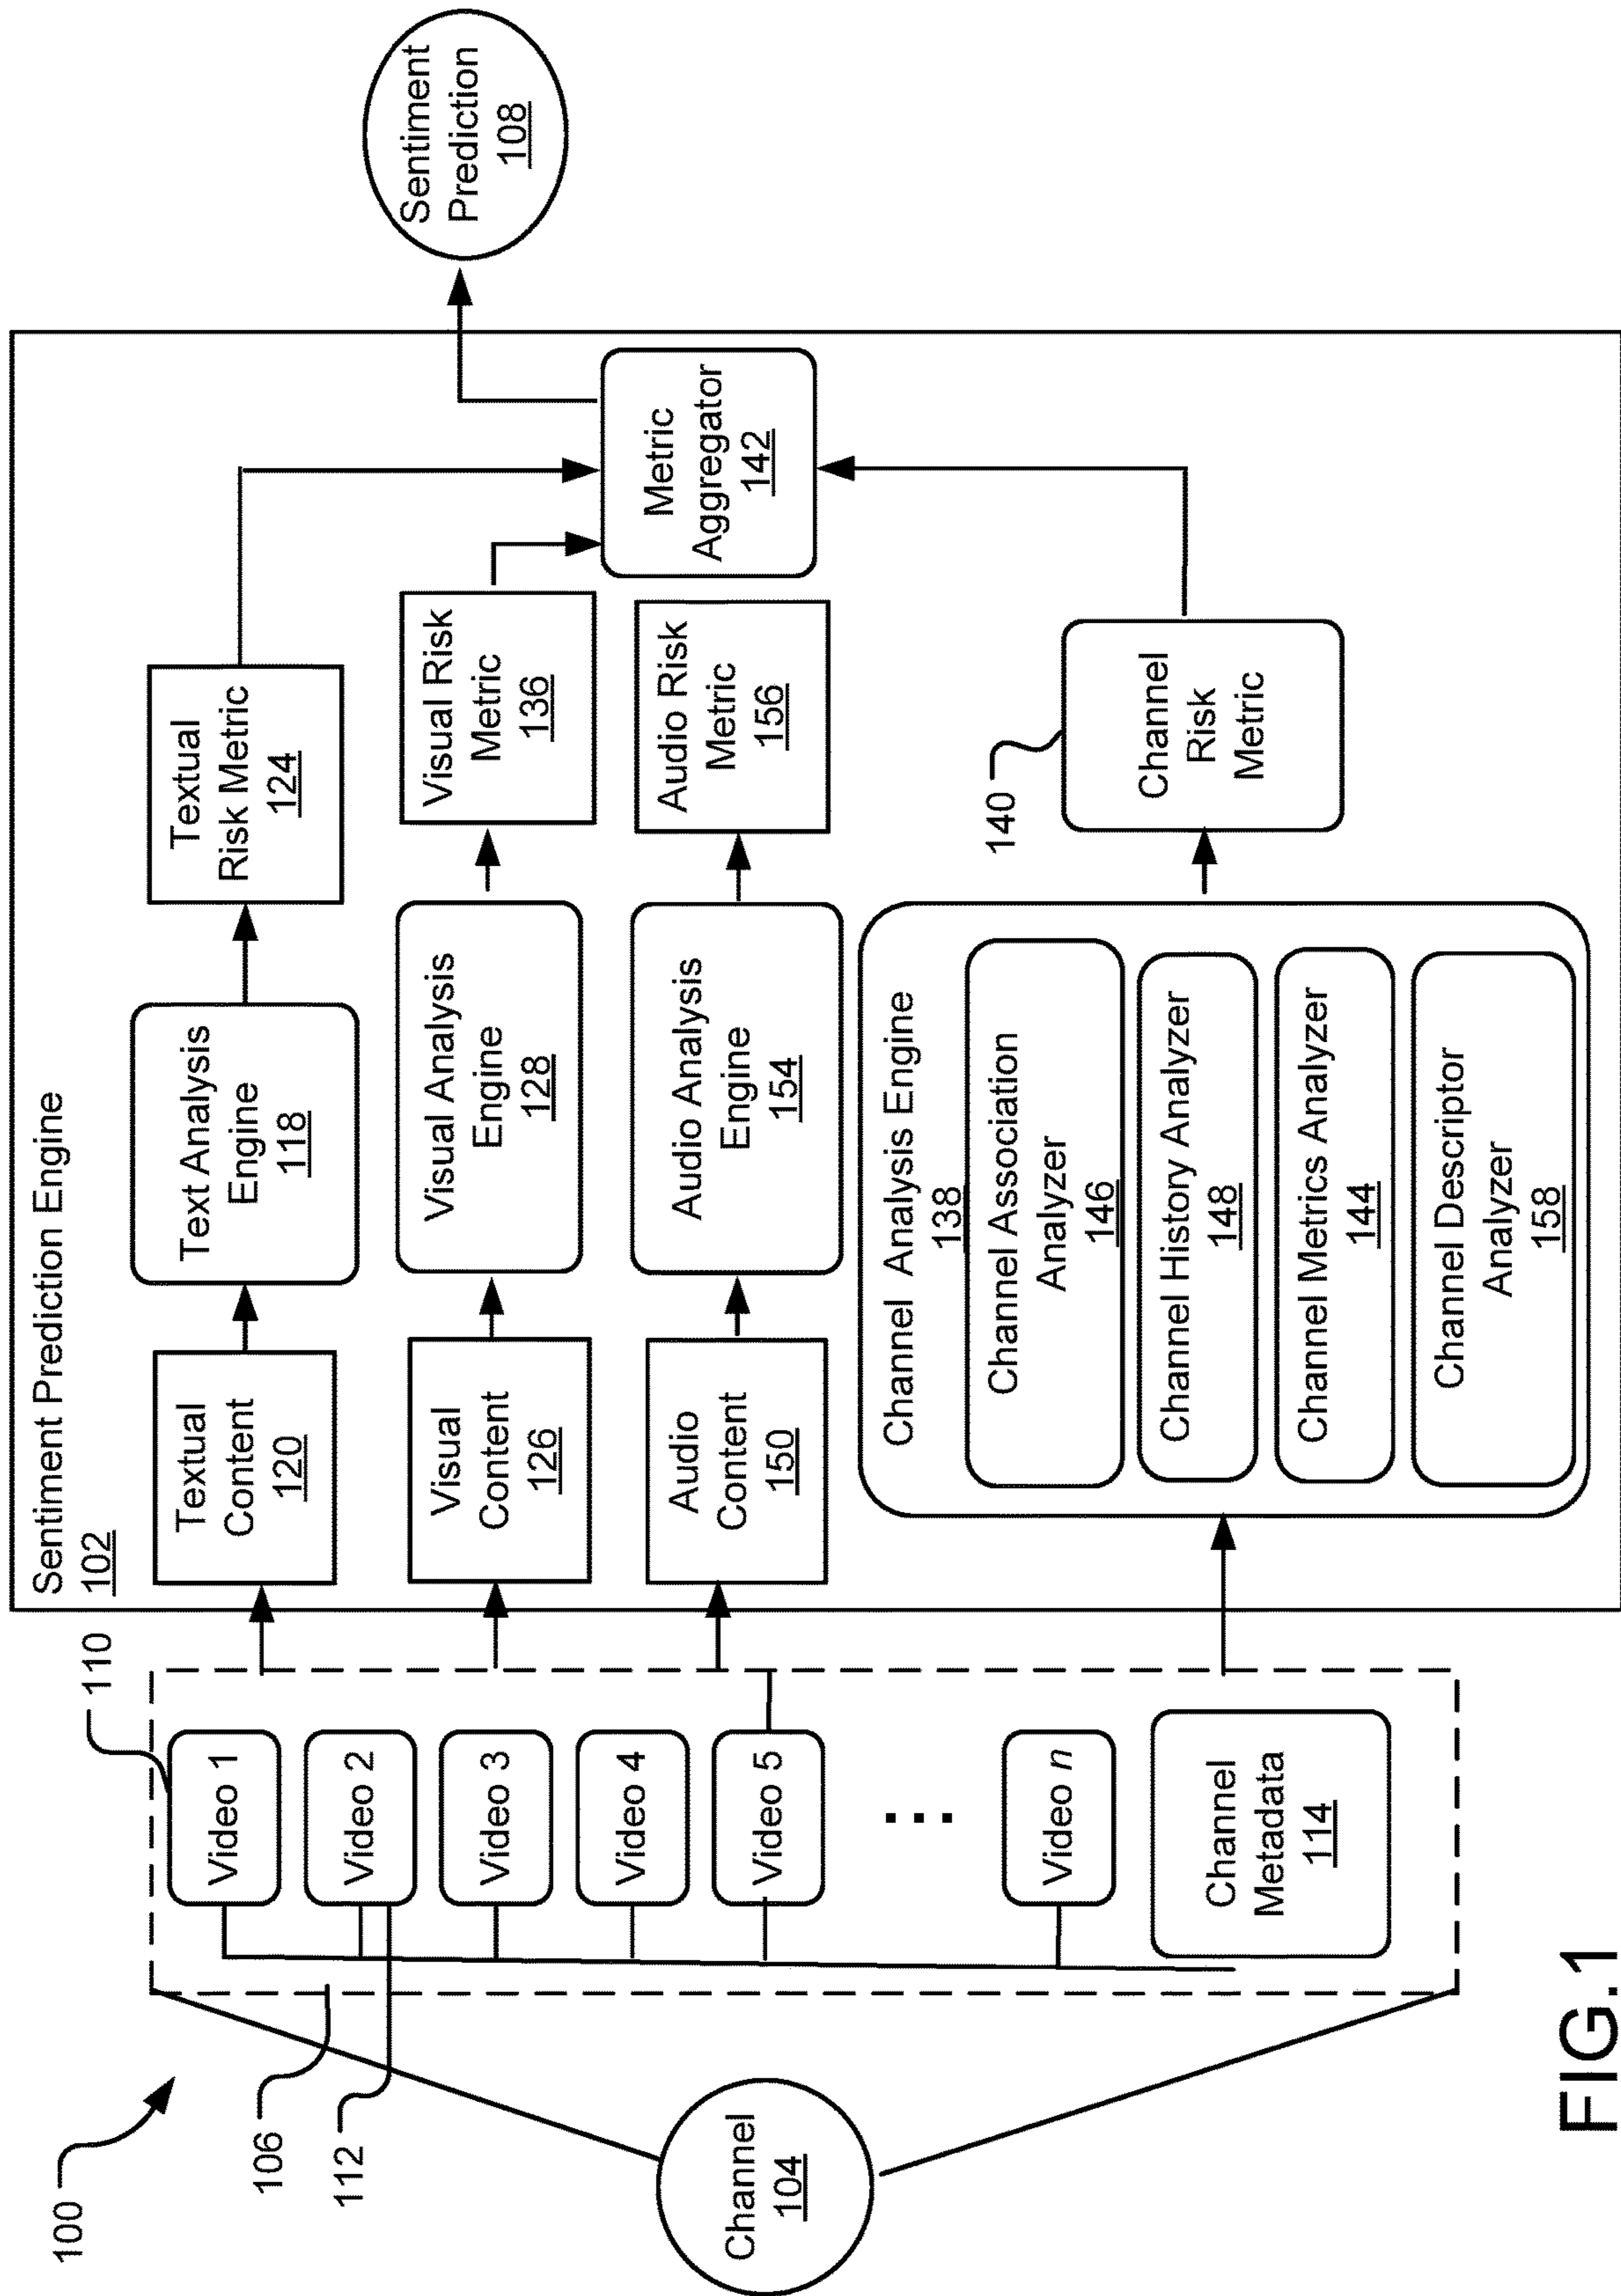 100
106
112
Channel
104
110
Video 1
Video 2
Video 3
Video 4
Video 5
...
Video n
Channel
Metadata
114
Sentiment Prediction Engine
102
Textual
Content
120
Text Analysis
Engine
118
Textual
Risk Metric
124
Visual
Content
126
Visual Analysis
Engine
128
Visual Risk
Metric
136
Audio
Content
150
Audio Analysis
Engine
154
Audio Risk
Metric
156
Channel Analysis Engine
138
Channel Association
Analyzer
146
Channel History Analyzer
148
Channel Metrics Analyzer
144
Channel Descriptor
Analyzer
158
140
Channel
Risk
Metric
Metric
Aggregator
142
Sentiment
Prediction
108
FIG.1